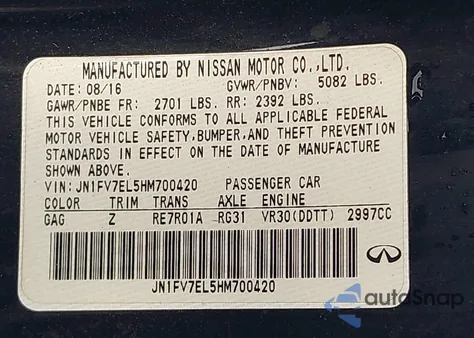 MANUFACTURED BY NISSAN MOTOR CO.,LTD.
DATE: 08/16 GVWR/PNBV: 5082 LBS.
GAWR/PNBE FR: 2701 LBS. RR: 2392 LBS.
THIS VEHICLE CONFORMS TO ALL APPLICABLE FEDERAL
MOTOR VEHICLE SAFETY,BUMPER,AND THEFT PREVENTION
STANDARDS IN EFFECT ON THE DATE OF MANUFACTURE
SHOWN ABOVE.
VIN: JN1FV7EL5HM700420 PASSENGER CAR
COLOR TRIM TRANS AXLE ENGINE
GAG Z RE7R01A RG31 VR30(DDTT) 2997CC
JN1FV7EL5HM700420
autoSnap